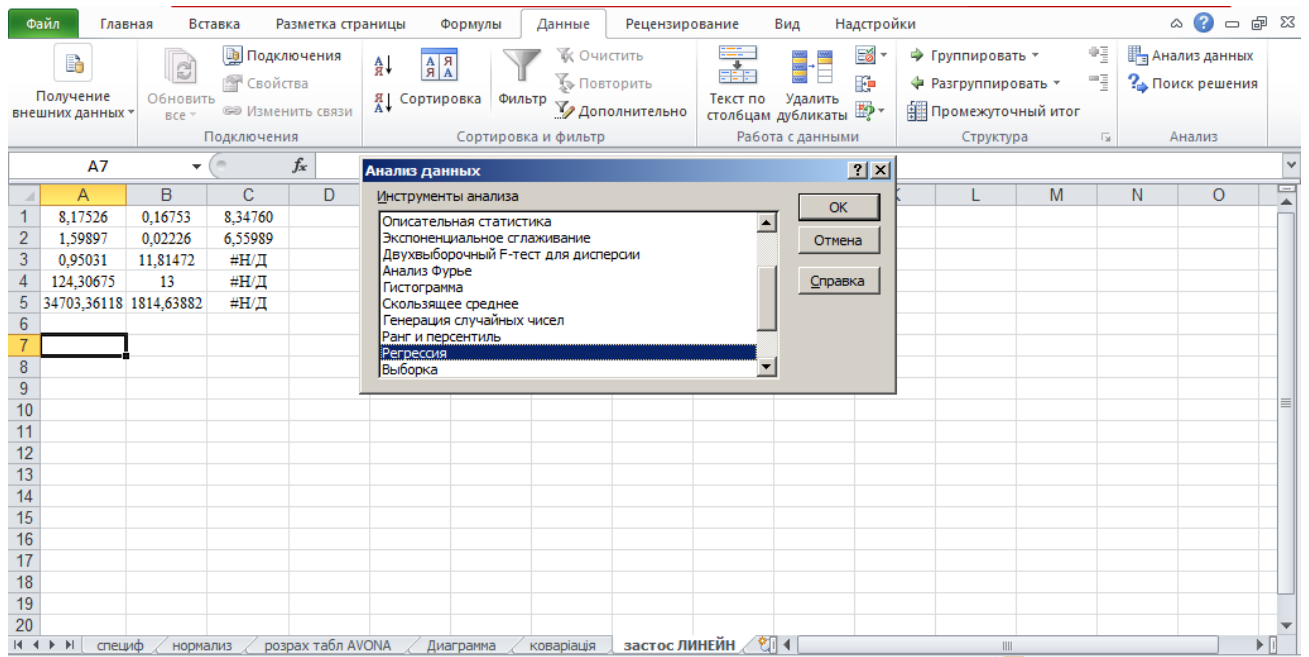 Файл Главная Вставка Разметка страницы Формулы Данные Рецензирование Вид Надстройки
Получение внешних данных
Обновить все
Подключения
Свойства
Изменить связи
Подключения
Сортировка
Фильтр
Очистить
Повторить
Дополнительно
Сортировка и фильтр
Текст по столбцам
Удалить дубликаты
Работа с данными
Группировать
Разгруппировать
Промежуточный итог
Структура
Анализ данных
Поиск решения
Анализ
A7 fx
Анализ данных
Инструменты анализа
Описательная статистика
Экспоненциальное сглаживание
Двухвыборочный F-тест для дисперсии
Анализ Фурье
Гистограмма
Скользящее среднее
Генерация случайных чисел
Ранг и персентиль
Регрессия
Выборка
OK
Отмена
Справка
A B C D L M N O
1 8,17526 0,16753 8,34760
2 1,59897 0,02226 6,55989
3 0,95031 11,81472 #Н/Д
4 124,30675 13 #Н/Д
5 34703,36118 1814,63882 #Н/Д
6
7
8
9
10
11
12
13
14
15
16
17
18
19
20
специф нормализ розрах табл AVONA Диаграмма коваріація застос ЛИНЕЙН